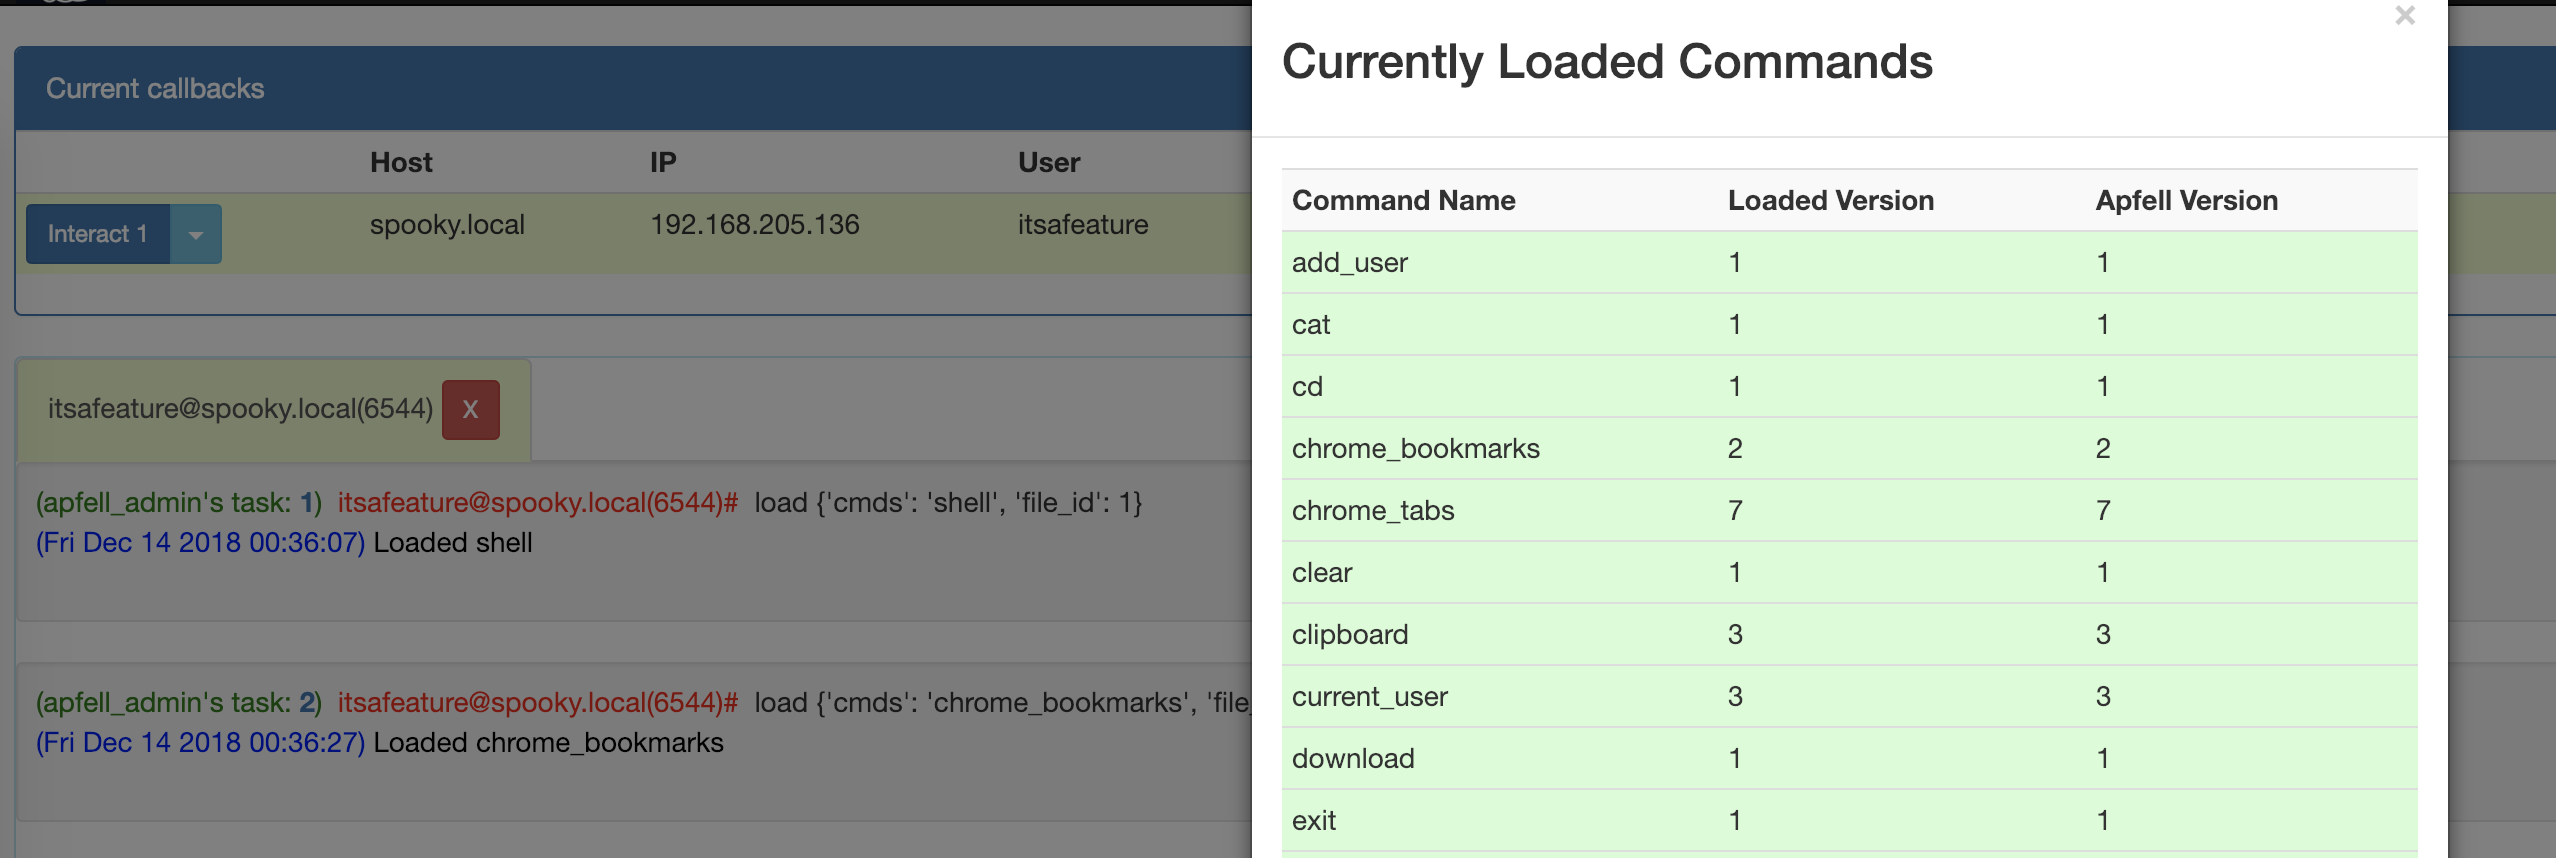 Current callbacks
Host IP User
Interact 1 spooky.local 192.168.205.136 itsafeature
itsafeature@spooky.local(6544) X
(apfell_admin's task: 1) itsafeature@spooky.local(6544)# load {'cmds': 'shell', 'file_id': 1}
(Fri Dec 14 2018 00:36:07) Loaded shell
(apfell_admin's task: 2) itsafeature@spooky.local(6544)# load {'cmds': 'chrome_bookmarks', 'file_
(Fri Dec 14 2018 00:36:27) Loaded chrome_bookmarks
×
Currently Loaded Commands
Command Name Loaded Version Apfell Version
add_user 1 1
cat 1 1
cd 1 1
chrome_bookmarks 2 2
chrome_tabs 7 7
clear 1 1
clipboard 3 3
current_user 3 3
download 1 1
exit 1 1